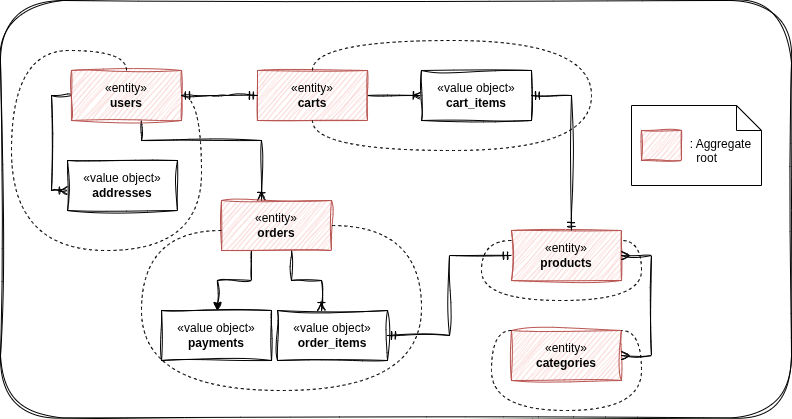 «entity»
users
«entity»
carts
«value object»
cart_items
: Aggregate
root
«value object»
addresses
«entity»
orders
«entity»
products
«value object»
payments
«value object»
order_items
«entity»
categories